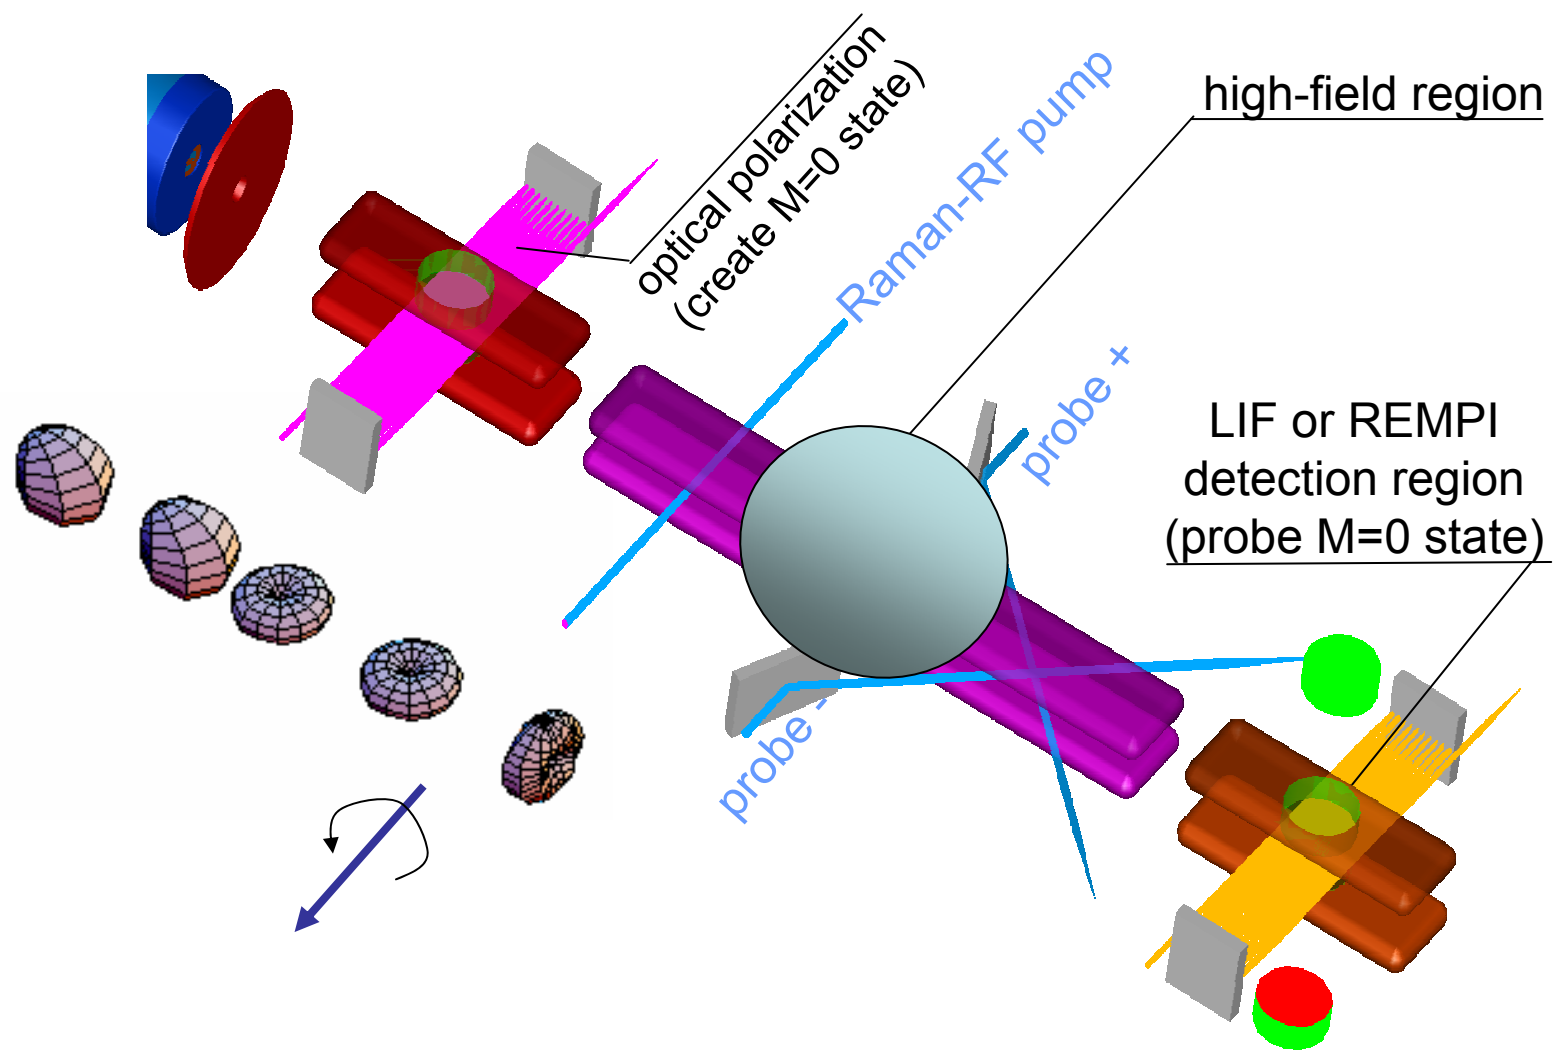 optical polarization
(create M=0 state)
Raman-RF pump
high-field region
probe +
LIF or REMPI
detection region
(probe M=0 state)
probe -